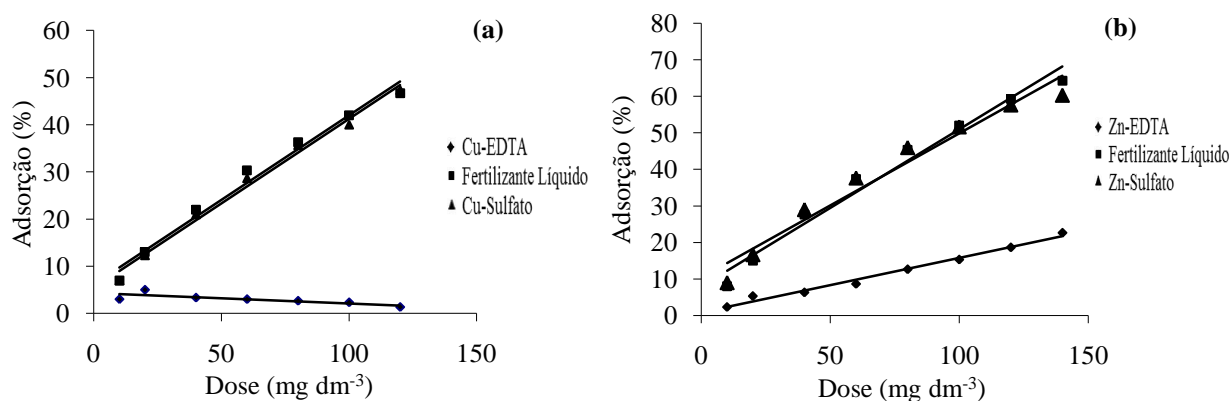 (a)
Adsorção (%)
60
50
40
30
20
10
0
Cu-EDTA
Fertilizante Líquido
Cu-Sulfato
0 50 100 150
Dose (mg dm-3)
(b)
Adsorção (%)
80
70
60
50
40
30
20
10
0
Zn-EDTA
Fertilizante Líquido
Zn-Sulfato
0 50 100 150
Dose (mg dm-3)